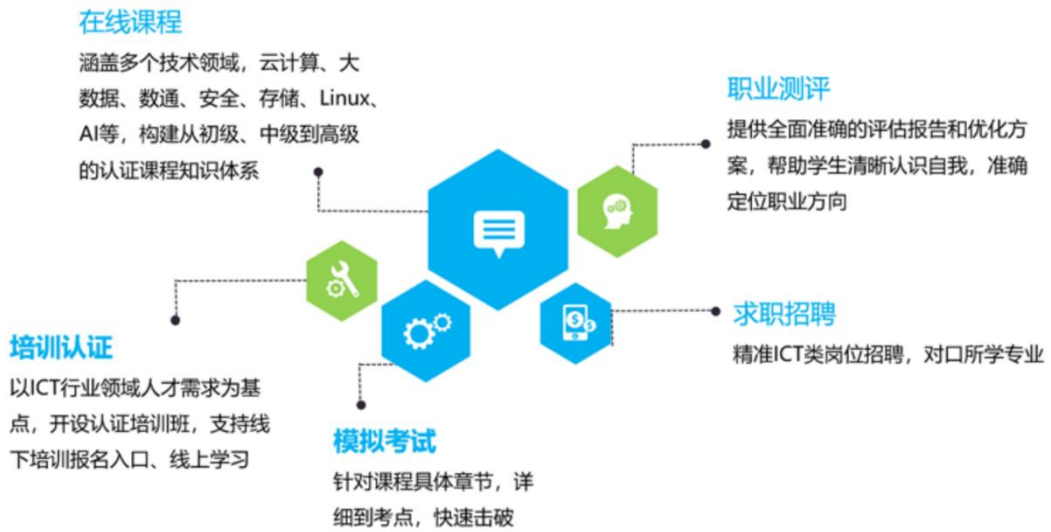 在线课程
涵盖多个技术领域，云计算、大
数据、数通、安全、存储、Linux、
AI等，构建从初级、中级到高级
的认证课程知识体系
职业测评
提供全面准确的评估报告和优化方
案，帮助学生清晰认识自我，准确
定位职业方向
求职招聘
精准ICT类岗位招聘，对口所学专业
培训认证
以ICT行业领域人才需求为基
点，开设认证培训班，支持线
下培训报名入口、线上学习
模拟考试
针对课程具体章节，详
细到考点，快速击破